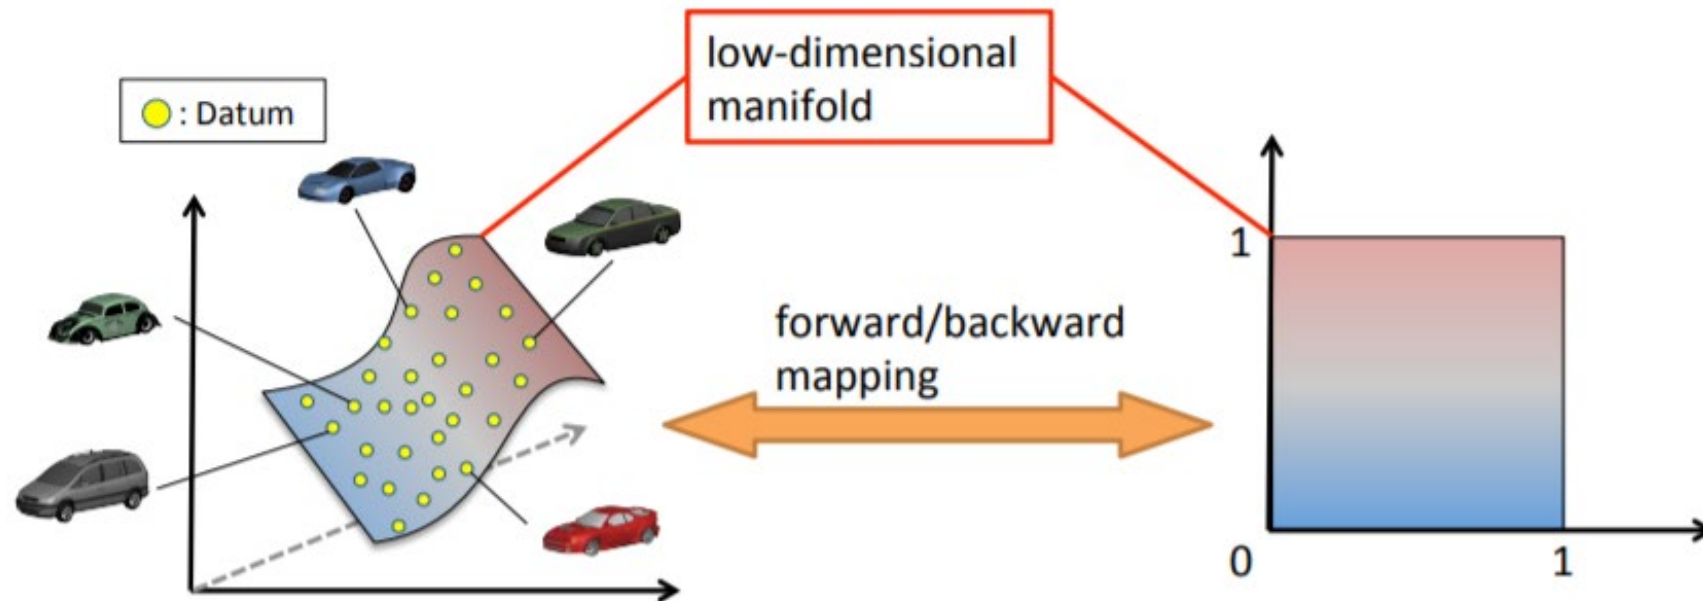 low-dimensional
manifold
: Datum
1
forward/backward
mapping
0
1